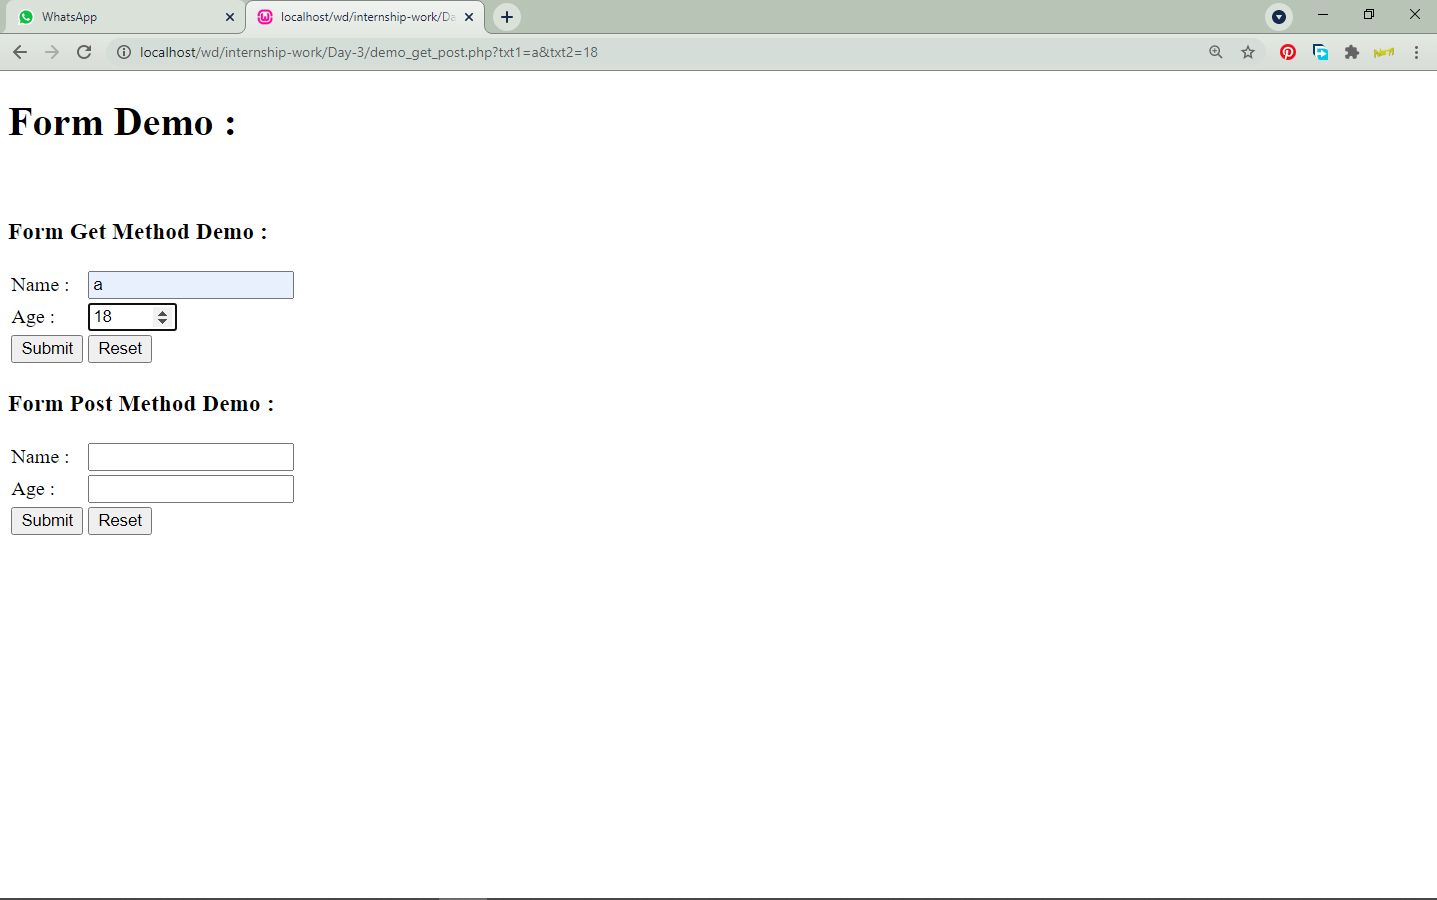 WhatsApp
localhost/wd/internship-work/Da
localhost/wd/internship-work/Day-3/demo_get_post.php?txt1=a&txt2=18
Form Demo :
Form Get Method Demo :
Name : a
Age : 18
Submit Reset
Form Post Method Demo :
Name :
Age :
Submit Reset